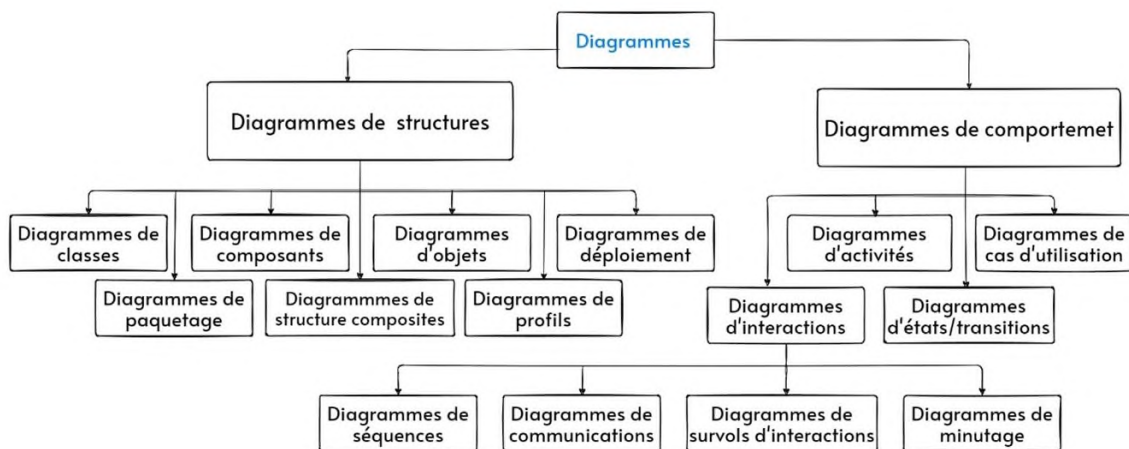 Diagrammes
Diagrammes de structures
Diagrammes de comportemet
Diagrammes de
classes
Diagrammes de
composants
Diagrammes
d'objets
Diagrammes de
déploiement
Diagrammes
d'activités
Diagrammes de
cas d'utilisation
Diagrammes de
paquetage
Diagrammmes de
structure composites
Diagrammes de
profils
Diagrammes
d'interactions
Diagrammes
d'états/transitions
Diagrammes de
séquences
Diagrammes de
communications
Diagrammes de
survols d'interactions
Diagrammes de
minutage